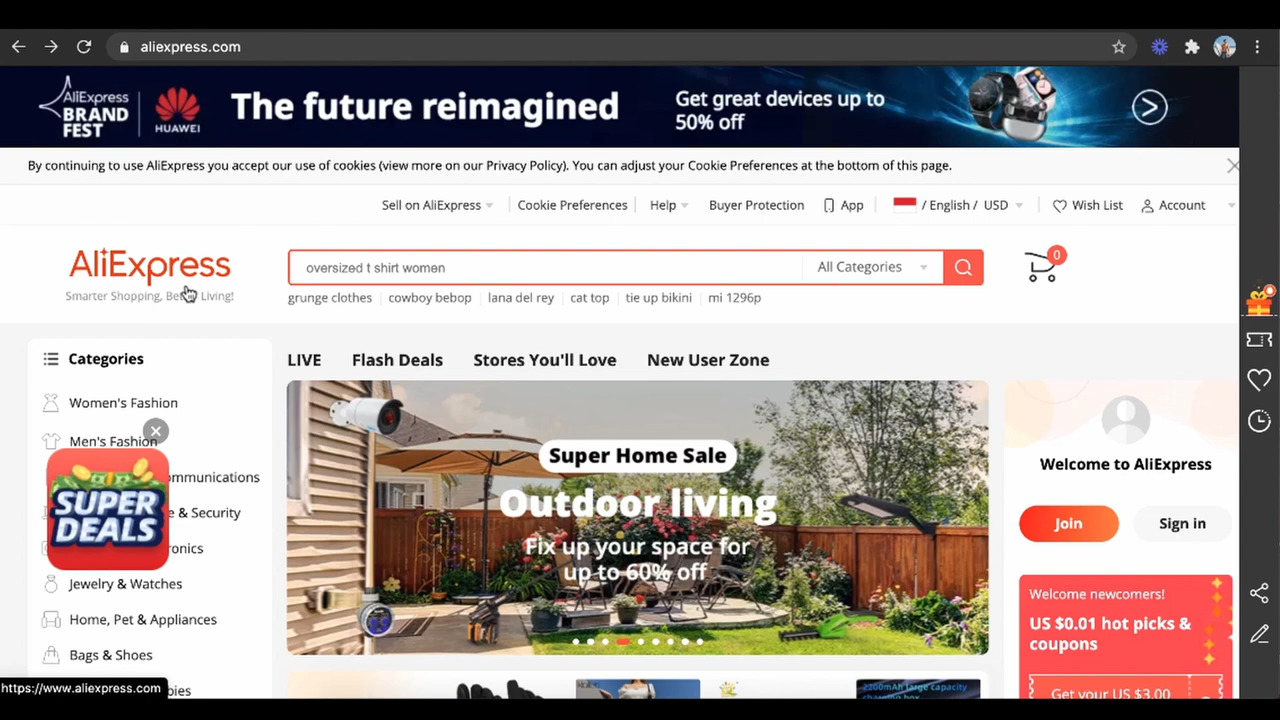 aliexpress.com
AliExpress
BRAND
FEST
HUAWEI
The future reimagined
Get great devices up to
50% off
By continuing to use AliExpress you accept our use of cookies (view more on our Privacy Policy). You can adjust your Cookie Preferences at the bottom of this page.
Sell on AliExpress
Cookie Preferences
Help
Buyer Protection
App
/ English / USD
Wish List
Account
AliExpress
Smarter Shopping, Living!
oversized t shirt women
All Categories
0
grunge clothes
cowboy bebop
lana del rey
cat top
tie up bikini
mi 1296p
Categories
LIVE
Flash Deals
Stores You'll Love
New User Zone
Women's Fashion
Men's Fashion
mmunications
e & Security
ronics
Jewelry & Watches
Home, Pet & Appliances
Bags & Shoes
bies
SUPER
DEALS
Super Home Sale
Outdoor living
Fix up your space for
up to 60% off
Welcome to AliExpress
Join
Sign in
Welcome newcomers!
US $0.01 hot picks &
coupons
Get your US $3.00
2200mAh large capacity
charging box
https://www.aliexpress.com